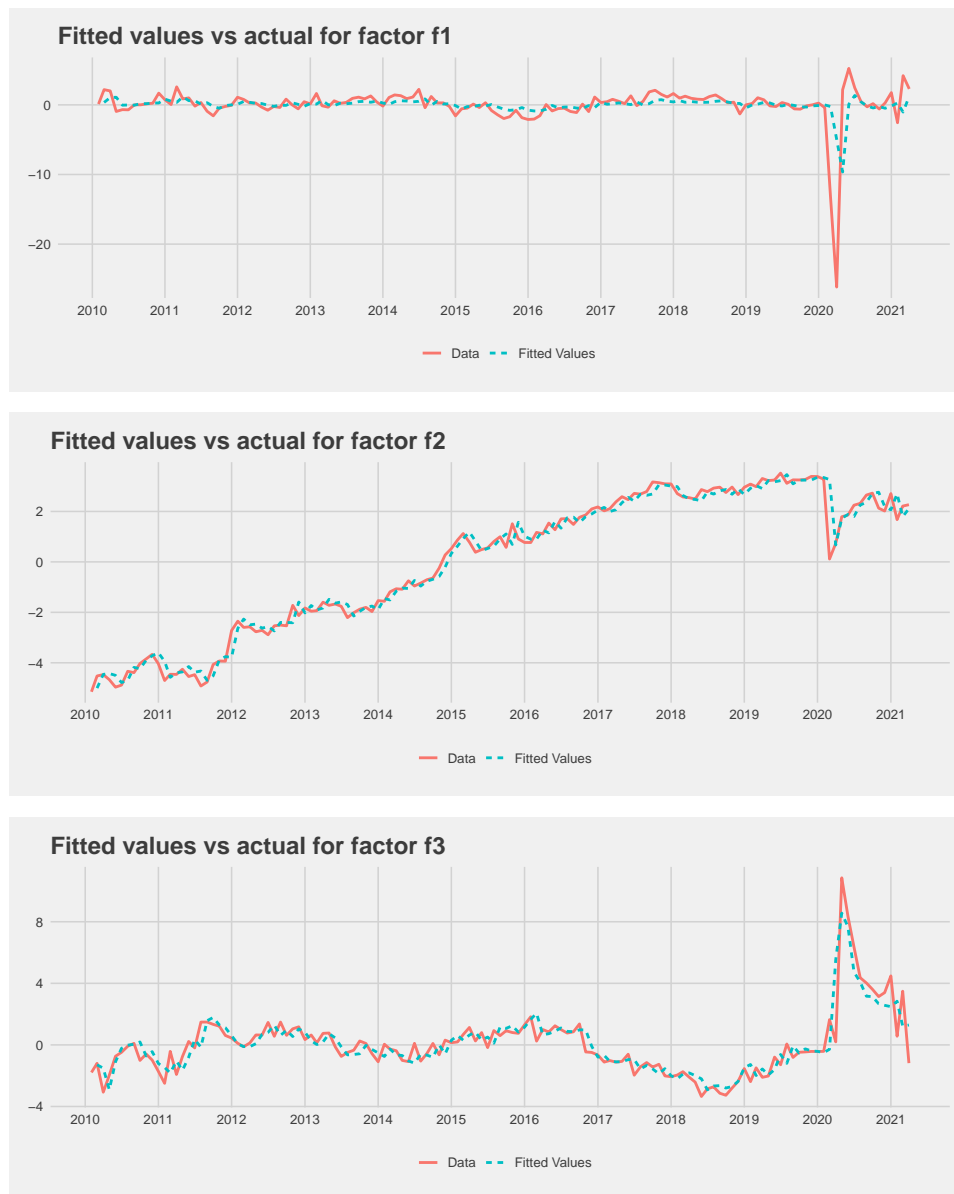 Fitted values vs actual for factor f1
0
−10
−20
2010 2011 2012 2013 2014 2015 2016 2017 2018 2019 2020 2021
Data Fitted Values
Fitted values vs actual for factor f2
2
0
−2
−4
2010 2011 2012 2013 2014 2015 2016 2017 2018 2019 2020 2021
Data Fitted Values
Fitted values vs actual for factor f3
8
4
0
−4
2010 2011 2012 2013 2014 2015 2016 2017 2018 2019 2020 2021
Data Fitted Values